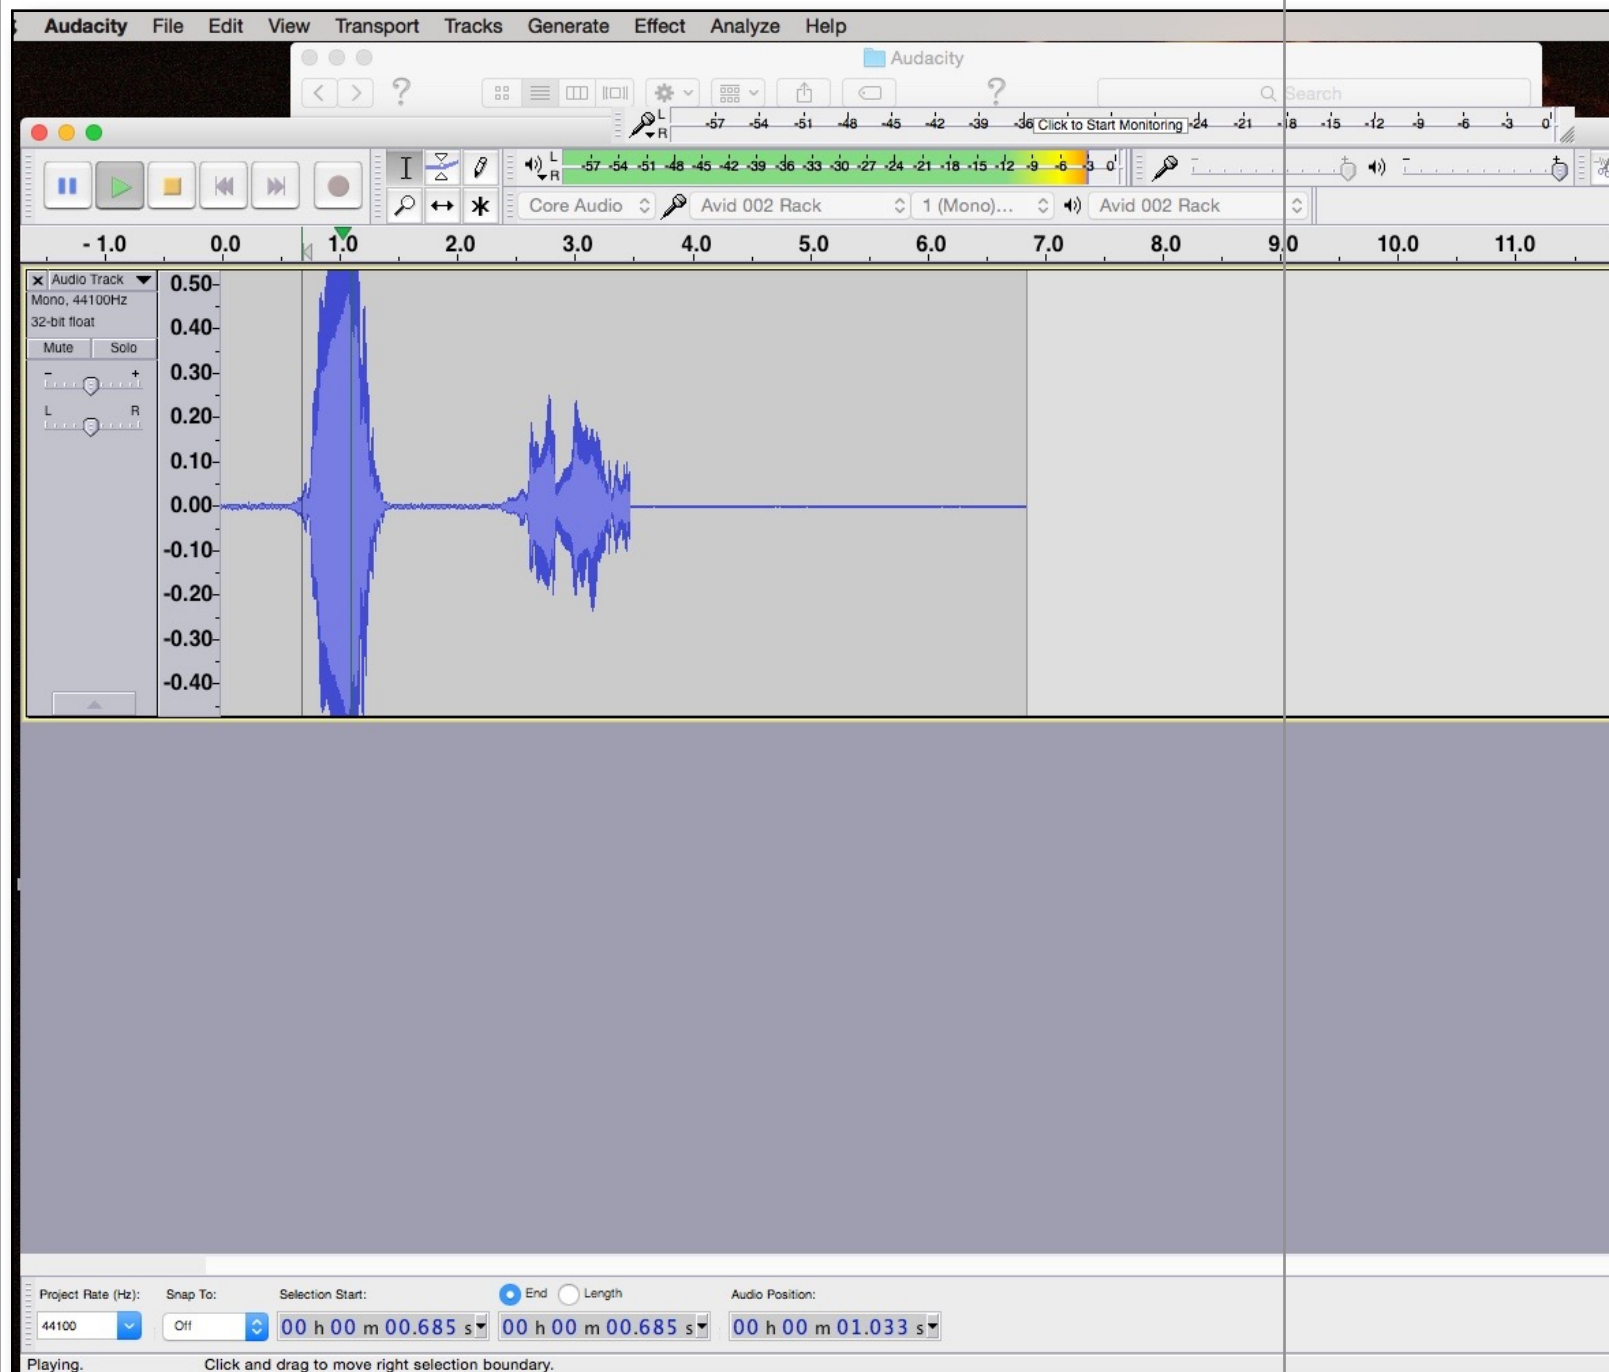 Audacity File Edit View Transport Tracks Generate Effect Analyze Help
Audacity
? ? Search
L
R
-57 -54 -51 -48 -45 -42 -39 -36 Click to Start Monitoring -24 -21 -18 -15 -12 -9 -6 -3 0
L
R
-57 -54 -51 -48 -45 -42 -39 -36 -33 -30 -27 -24 -21 -18 -15 -12 -9 -6 -3 0
Core Audio Avid 002 Rack 1 (Mono)... Avid 002 Rack
- 1.0 0.0 1.0 2.0 3.0 4.0 5.0 6.0 7.0 8.0 9.0 10.0 11.0
x Audio Track
Mono, 44100Hz
32-bit float
Mute Solo
- +
L R
0.50
0.40
0.30
0.20
0.10
0.00
-0.10
-0.20
-0.30
-0.40
Project Rate (Hz): Snap To: Selection Start: End Length Audio Position:
44100 Off 00 h 00 m 00.685 s 00 h 00 m 00.685 s 00 h 00 m 01.033 s
Playing. Click and drag to move right selection boundary.